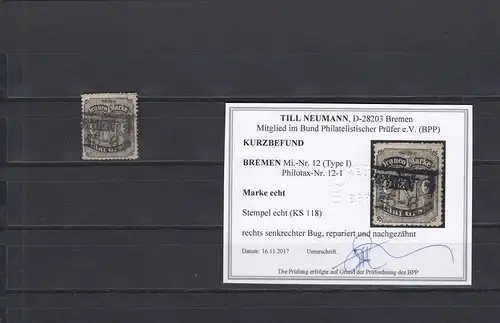 TILL NEUMANN, D-28203 Bremen
Mitglied im Bund Philatelistischer Prüfer e.V. (BPP)
KURZBEFUND
BREMEN Mi.-Nr. 12 (Type I)
Philotax-Nr. 12-1
Marke echt
Stempel echt (KS 118)
rechts senkrechter Bug, repariert und nachgezähnt
Datum: 16.11.2017 Unterschrift:
Die Prüfung erfolgte auf Grund der Prüfordnung des BPP
Franco Marke